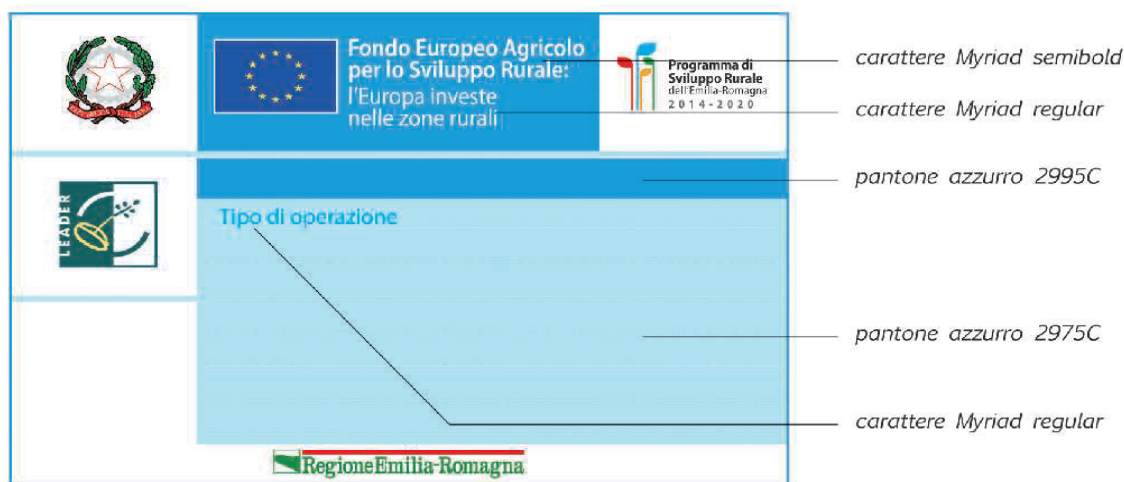 Fondo Europeo Agricolo
per lo Sviluppo Rurale:
l'Europa investe
nelle zone rurali
Programma di
Sviluppo Rurale
dell'Emilia-Romagna
2014-2020
carattere Myriad semibold
carattere Myriad regular
pantone azzurro 2995C
LEADER
Tipo di operazione
pantone azzurro 2975C
carattere Myriad regular
RegioneEmilia-Romagna